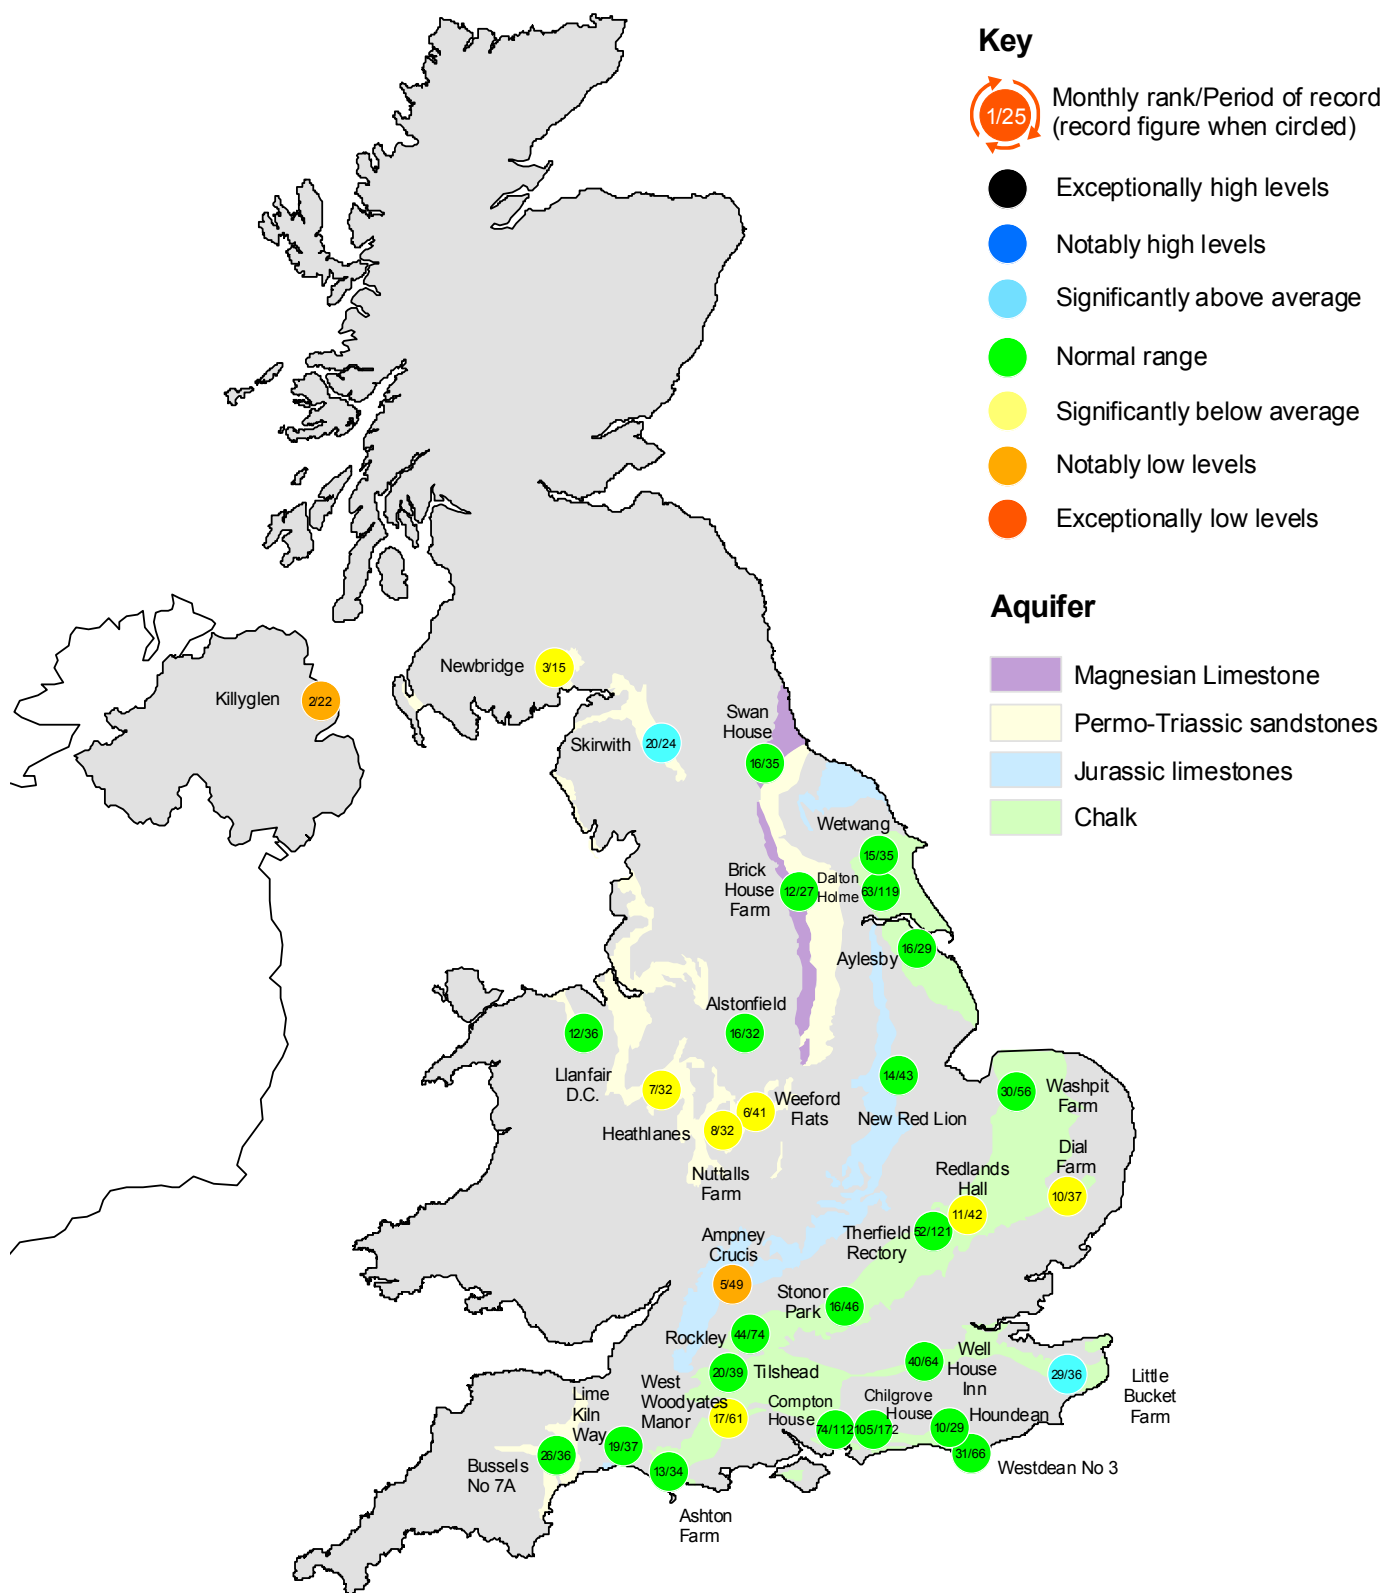 Key
1/25
Monthly rank/Period of record
(record figure when circled)
Exceptionally high levels
Notably high levels
Significantly above average
Normal range
Significantly below average
Notably low levels
Exceptionally low levels
Aquifer
Magnesian Limestone
Permo-Triassic sandstones
Jurassic limestones
Chalk
Newbridge
3/15
Killyglen
2/22
Skirwith
20/24
Swan
House
16/35
Wetwang
15/35
Brick
House
Farm
12/27
Dalton
Holme
63/119
Aylesby
16/29
Alstonfield
16/32
12/36
Llanfair
D.C.
7/32
Heathlanes
6/41
Weeford
Flats
8/32
Nuttalls
Farm
14/43
New Red Lion
30/56
Washpit
Farm
Dial
Farm
10/37
Redlands
Hall
11/42
Therfield
Rectory
52/121
Ampney
Crucis
5/49
Stonor
Park
16/46
Rockley
44/74
20/39
Tilshead
40/64
Well
House
Inn
29/36
Little
Bucket
Farm
West
Woodyates
Manor
17/61
Lime
Kiln
Way
19/37
Compton
House
74/112
Chilgrove
House
105/172
Houndean
10/29
31/66
Westdean No 3
26/36
Bussels
No 7A
13/34
Ashton
Farm